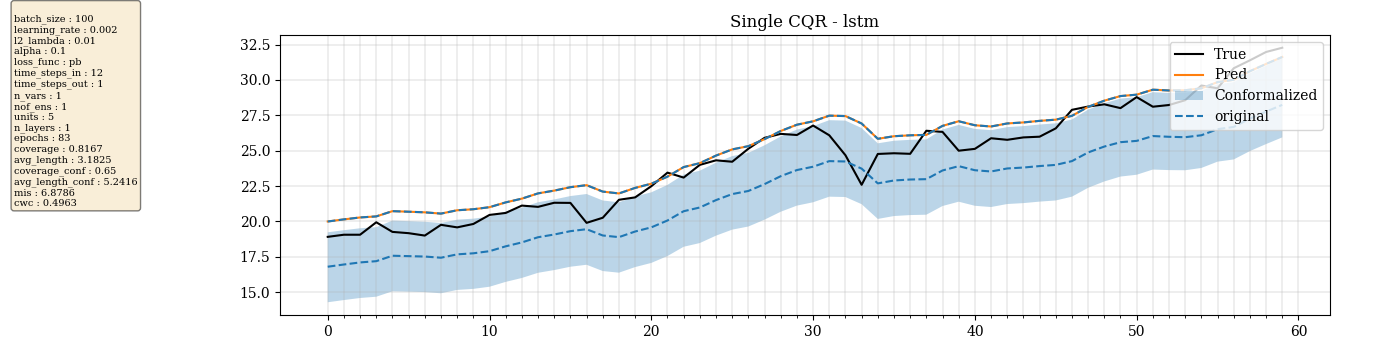 batch_size : 100
learning_rate : 0.002
l2_lambda : 0.01
alpha : 0.1
loss_func : pb
time_steps_in : 12
time_steps_out : 1
n_vars : 1
nof_ens : 1
units : 5
n_layers : 1
epochs : 83
coverage : 0.8167
avg_length : 3.1825
coverage_conf : 0.65
avg_length_conf : 5.2416
mis : 6.8786
cwc : 0.4963
Single CQR - lstm
32.5
30.0
27.5
25.0
22.5
20.0
17.5
15.0
0 10 20 30 40 50 60
True
Pred
Conformalized
original